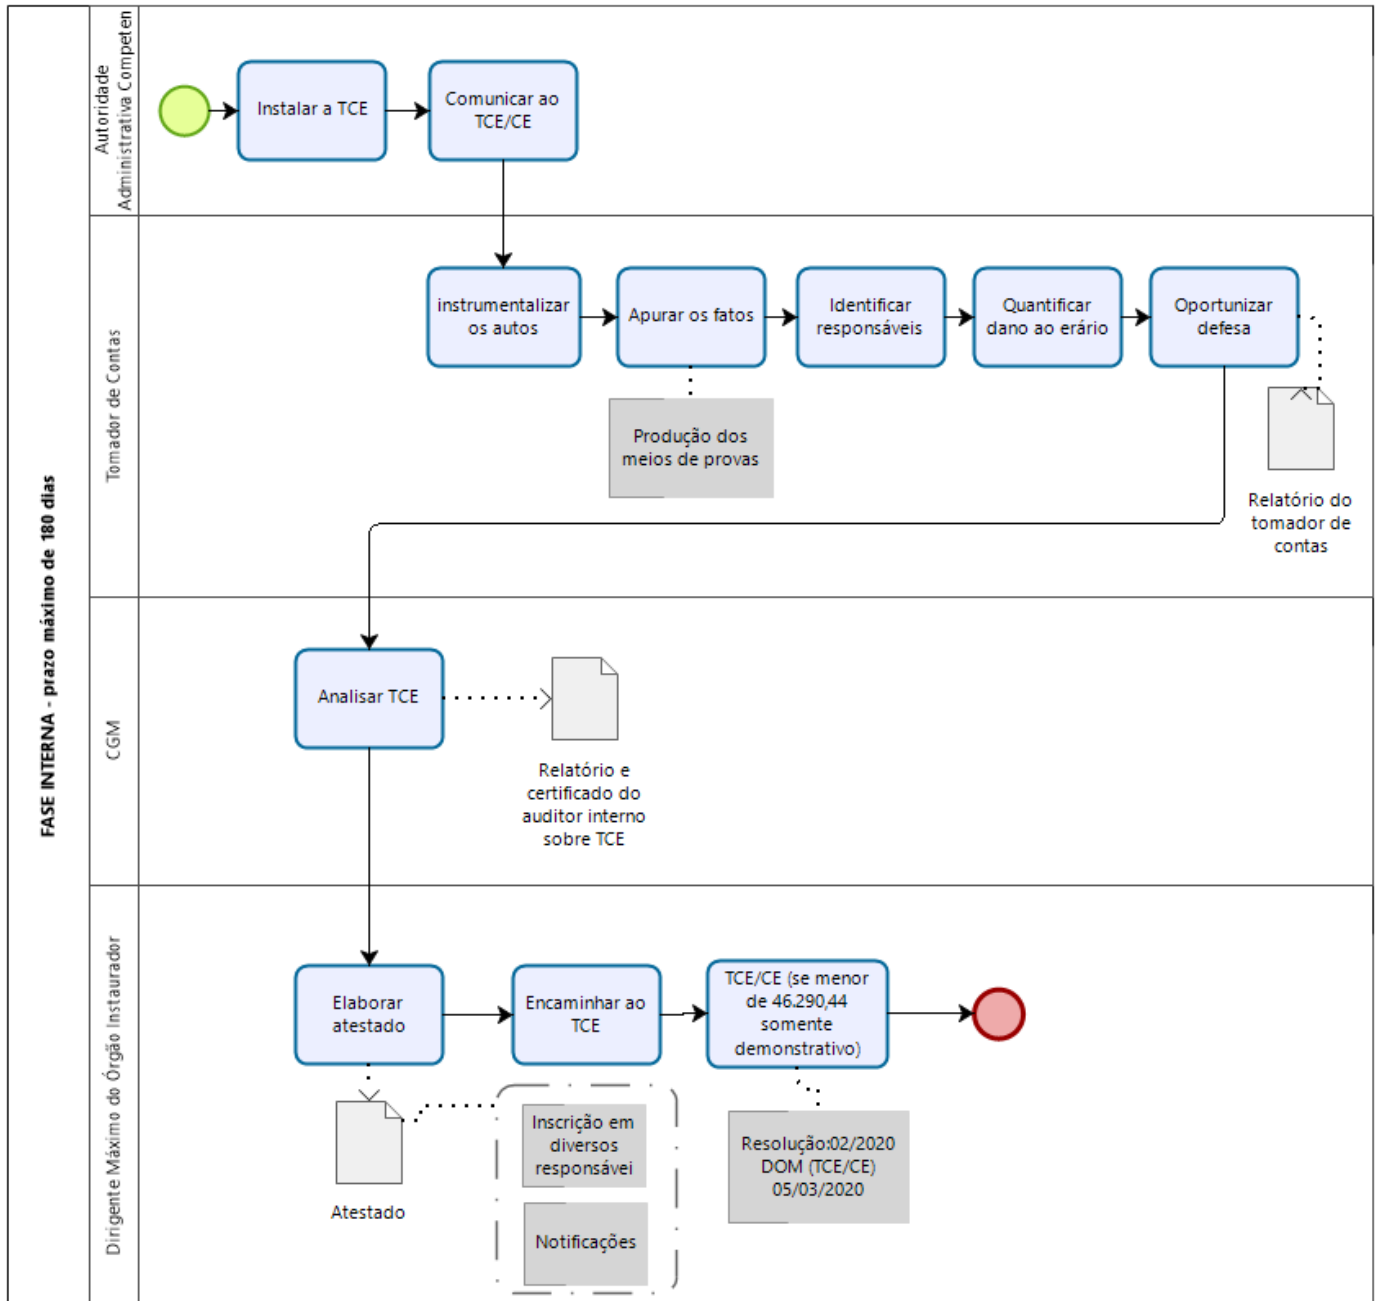 FASE INTERNA - prazo máximo de 180 dias
Autoridade
Administrativa Competen
Instalar a TCE
Comunicar ao
TCE/CE
Tomador de Contas
instrumentalizar
os autos
Apurar os fatos
Identificar
responsáveis
Quantificar
dano ao erário
Oportunizar
defesa
Produção dos
meios de provas
Relatório do
tomador de
contas
CGM
Analisar TCE
Relatório e
certificado do
auditor interno
sobre TCE
Dirigente Máximo do Órgão Instaurador
Elaborar
atestado
Encaminhar ao
TCE
TCE/CE (se menor
de 46.290,44
somente
demonstrativo)
Atestado
Inscrição em
diversos
responsávei
Notificações
Resolução:02/2020
DOM (TCE/CE)
05/03/2020